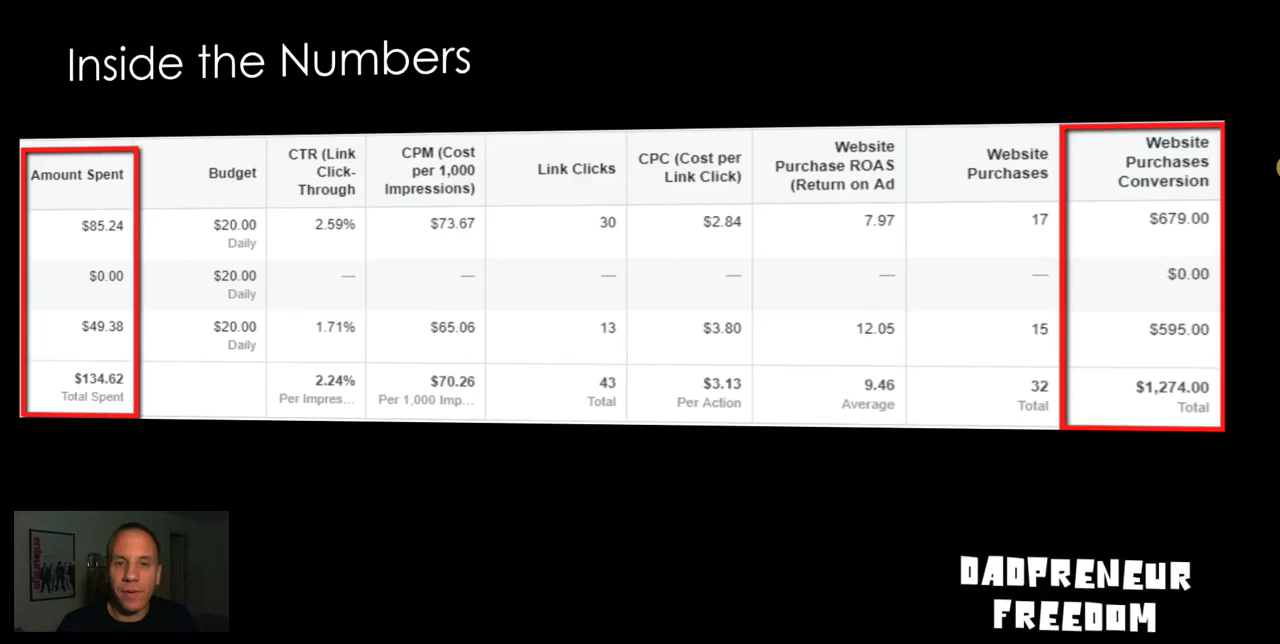 Inside the Numbers
Amount Spent
Budget
CTR (Link
Click-
Through
CPM (Cost
per 1,000
Impressions)
Link Clicks
CPC (Cost per
Link Click)
Website
Purchase ROAS
(Return on Ad
Website
Purchases
Website
Purchases
Conversion
$85.24
$20.00
Daily
2.59%
$73.67
30
$2.84
7.97
17
$679.00
$0.00
$20.00
Daily
—
—
—
—
—
—
$0.00
$49.38
$20.00
Daily
1.71%
$65.06
13
$3.80
12.05
15
$595.00
$134.62
Total Spent
2.24%
Per Impres...
$70.26
Per 1,000 Imp...
43
Total
$3.13
Per Action
9.46
Average
32
Total
$1,274.00
Total
entourage
DADPRENEUR
FREEDOM